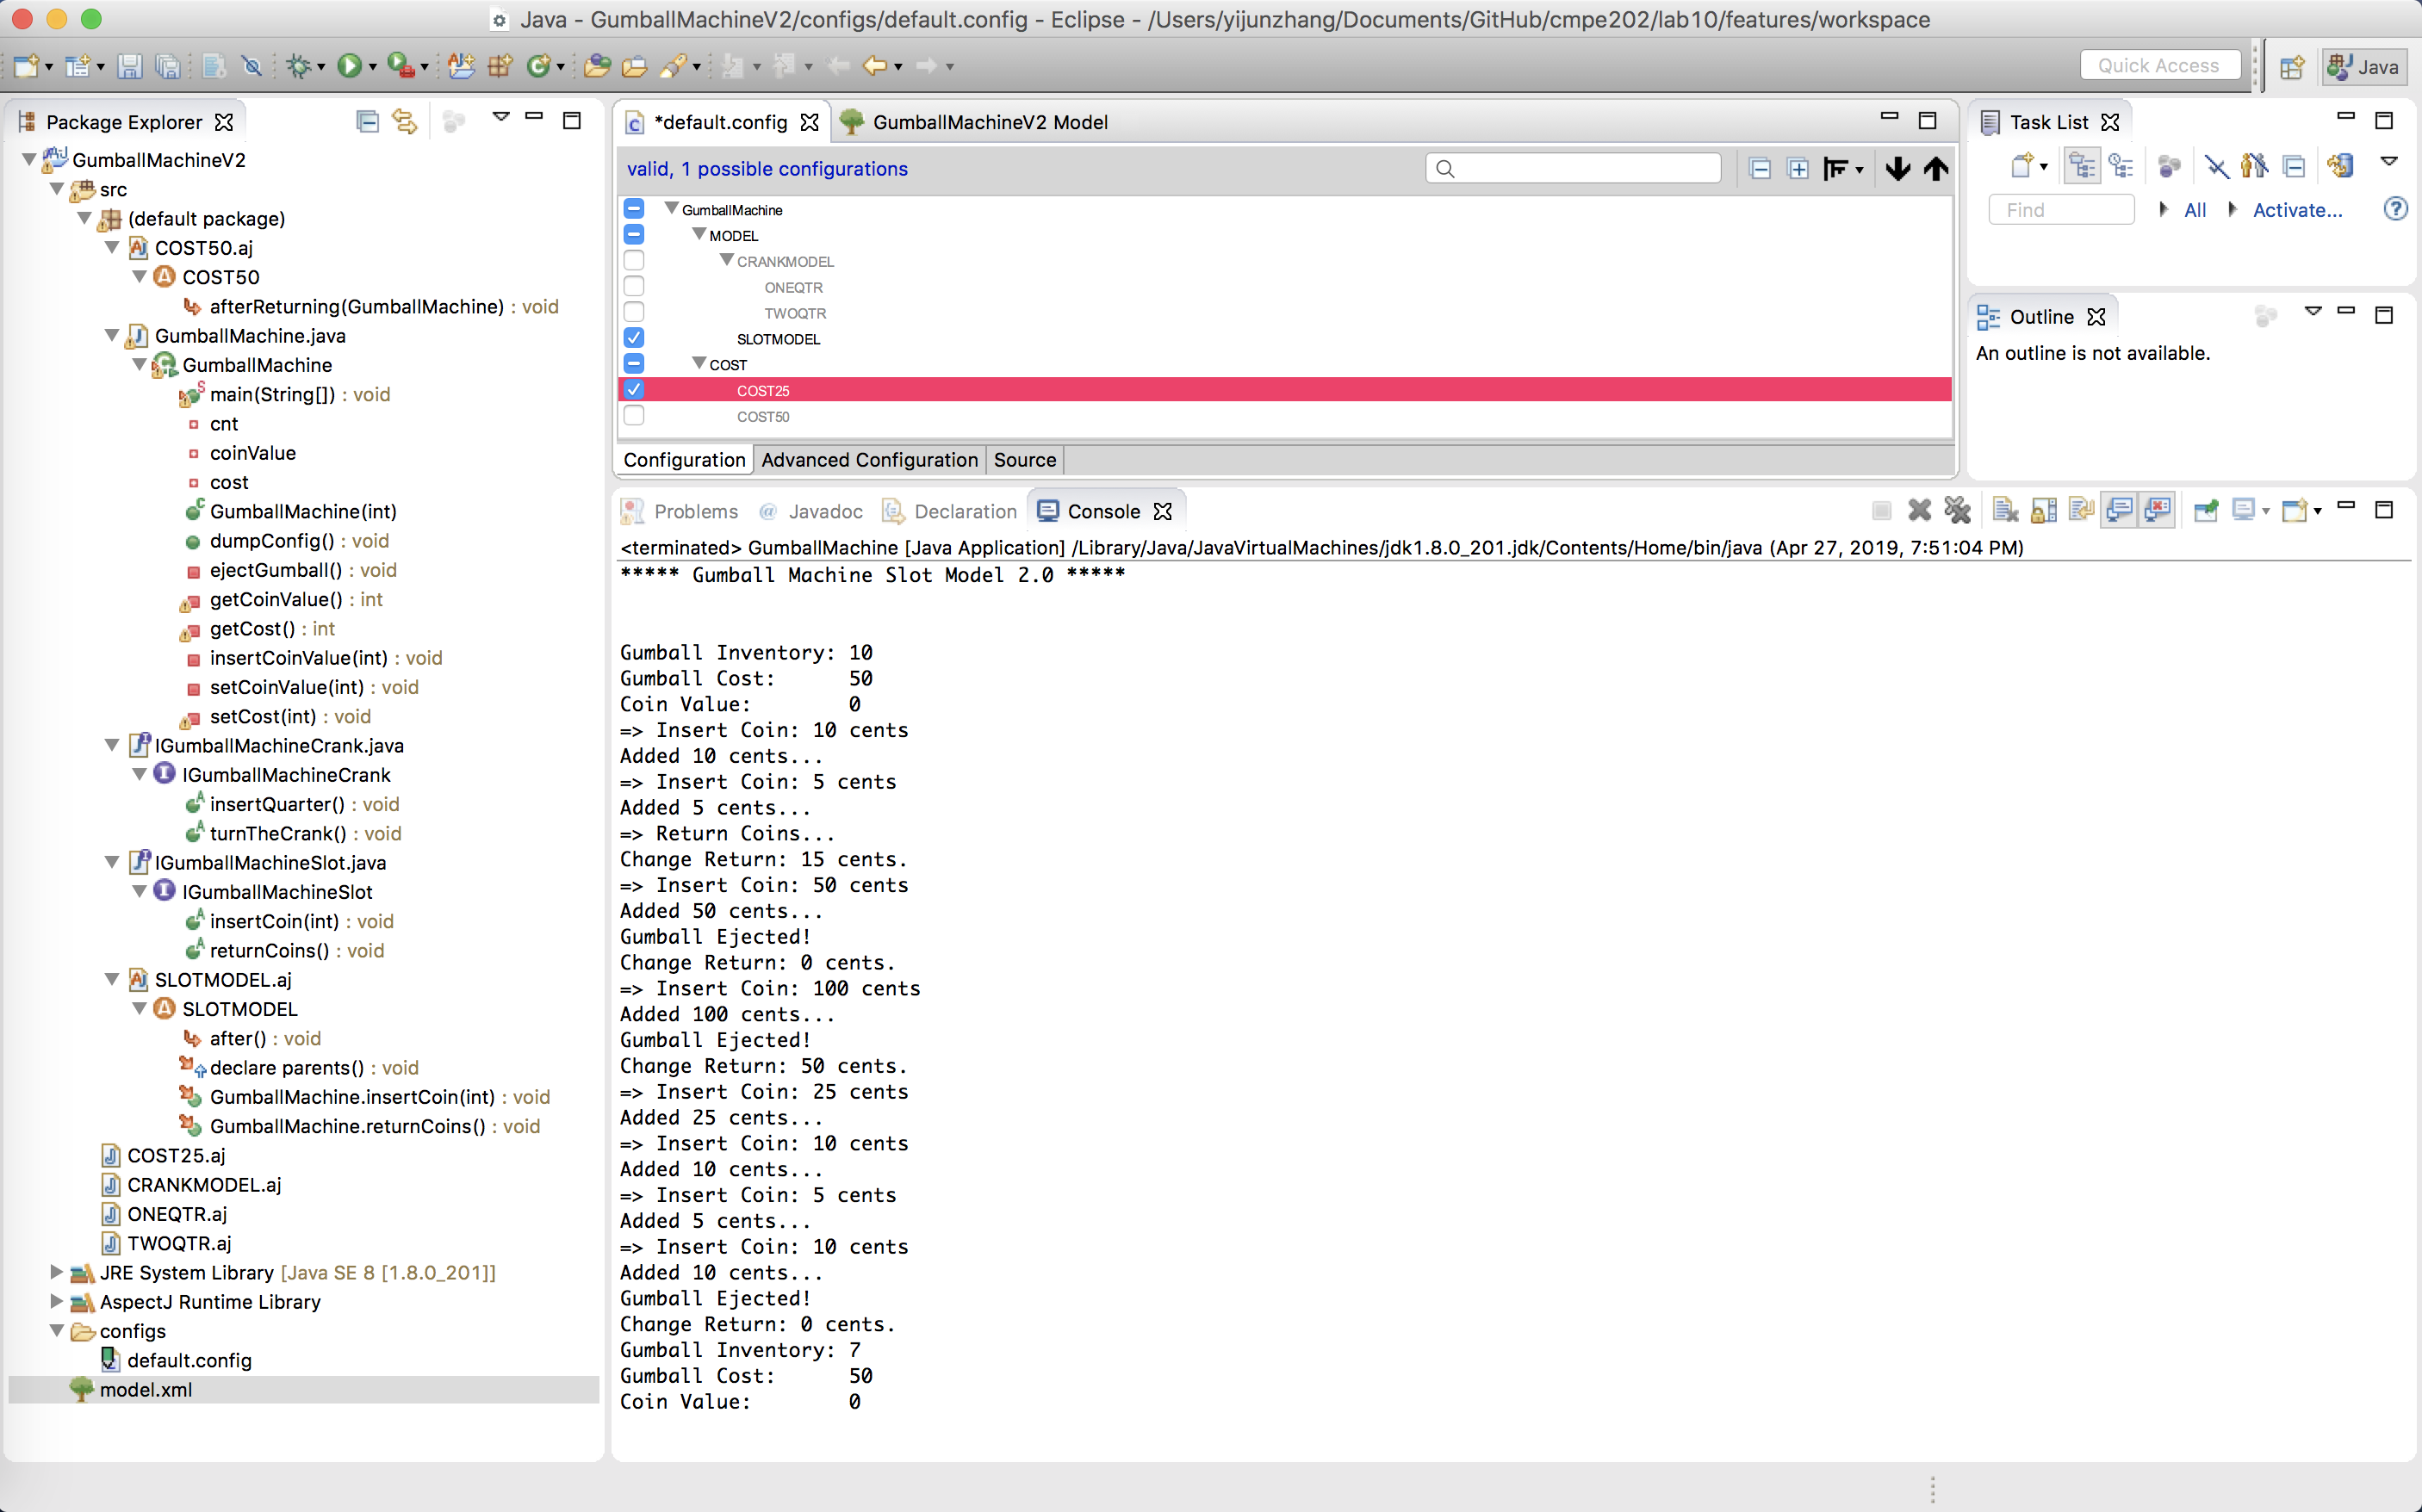 Java - GumballMachineV2/configs/default.config - Eclipse - /Users/yijunzhang/Documents/GitHub/cmpe202/lab10/features/workspace
Quick Access
Java
Package Explorer
GumballMachineV2
src
(default package)
COST50.aj
COST50
afterReturning(GumballMachine) : void
GumballMachine.java
GumballMachine
main(String[]) : void
cnt
coinValue
cost
GumballMachine(int)
dumpConfig() : void
ejectGumball() : void
getCoinValue() : int
getCost() : int
insertCoinValue(int) : void
setCoinValue(int) : void
setCost(int) : void
IGumballMachineCrank.java
IGumballMachineCrank
insertQuarter() : void
turnTheCrank() : void
IGumballMachineSlot.java
IGumballMachineSlot
insertCoin(int) : void
returnCoins() : void
SLOTMODEL.aj
SLOTMODEL
after() : void
declare parents() : void
GumballMachine.insertCoin(int) : void
GumballMachine.returnCoins() : void
COST25.aj
CRANKMODEL.aj
ONEQTR.aj
TWOQTR.aj
JRE System Library [Java SE 8 [1.8.0_201]]
AspectJ Runtime Library
configs
default.config
model.xml
*default.config
GumballMachineV2 Model
valid, 1 possible configurations
GumballMachine
MODEL
CRANKMODEL
ONEQTR
TWOQTR
SLOTMODEL
COST
COST25
COST50
Configuration Advanced Configuration Source
Task List
Find
All
Activate...
Outline
An outline is not available.
Problems @ Javadoc Declaration Console
<terminated> GumballMachine [Java Application] /Library/Java/JavaVirtualMachines/jdk1.8.0_201.jdk/Contents/Home/bin/java (Apr 27, 2019, 7:51:04 PM)
***** Gumball Machine Slot Model 2.0 *****
Gumball Inventory: 10
Gumball Cost: 50
Coin Value: 0
=> Insert Coin: 10 cents
Added 10 cents...
=> Insert Coin: 5 cents
Added 5 cents...
=> Return Coins...
Change Return: 15 cents.
=> Insert Coin: 50 cents
Added 50 cents...
Gumball Ejected!
Change Return: 0 cents.
=> Insert Coin: 100 cents
Added 100 cents...
Gumball Ejected!
Change Return: 50 cents.
=> Insert Coin: 25 cents
Added 25 cents...
=> Insert Coin: 10 cents
Added 10 cents...
=> Insert Coin: 5 cents
Added 5 cents...
=> Insert Coin: 10 cents
Added 10 cents...
Gumball Ejected!
Change Return: 0 cents.
Gumball Inventory: 7
Gumball Cost: 50
Coin Value: 0